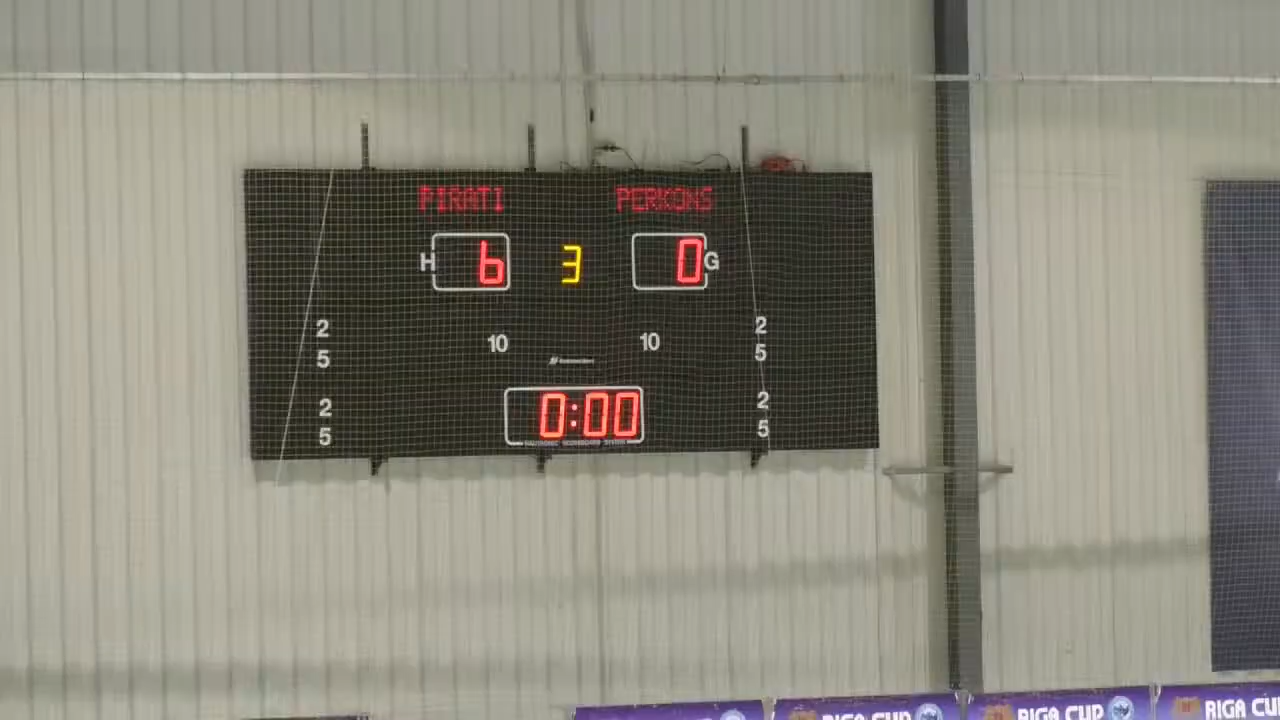 PIRATI PERKONS
H 6 3 0 G
2 10 10 2
5 5
2 2
5 0:00 5
RIGA CUP RIGA CUP RIGA CU